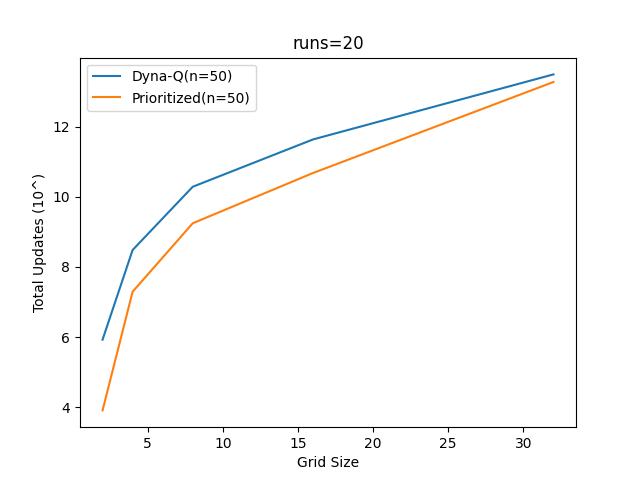 runs=20
Dyna-Q(n=50)
Prioritized(n=50)
Total Updates (10^)
12
10
8
6
4
5
10
15
20
25
30
Grid Size